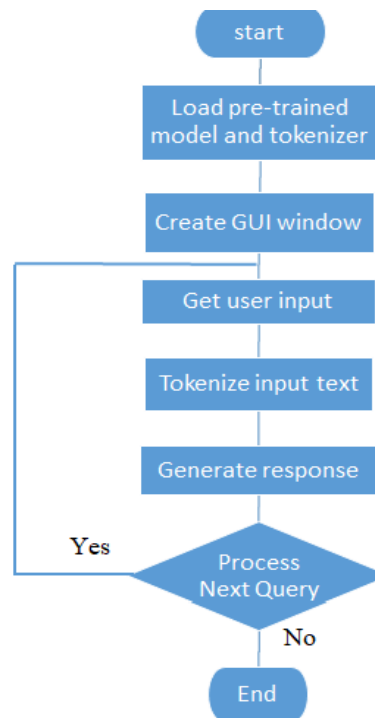 start
Load pre-trained
model and tokenizer
Create GUI window
Get user input
Tokenize input text
Generate response
Yes
Process
Next Query
No
End